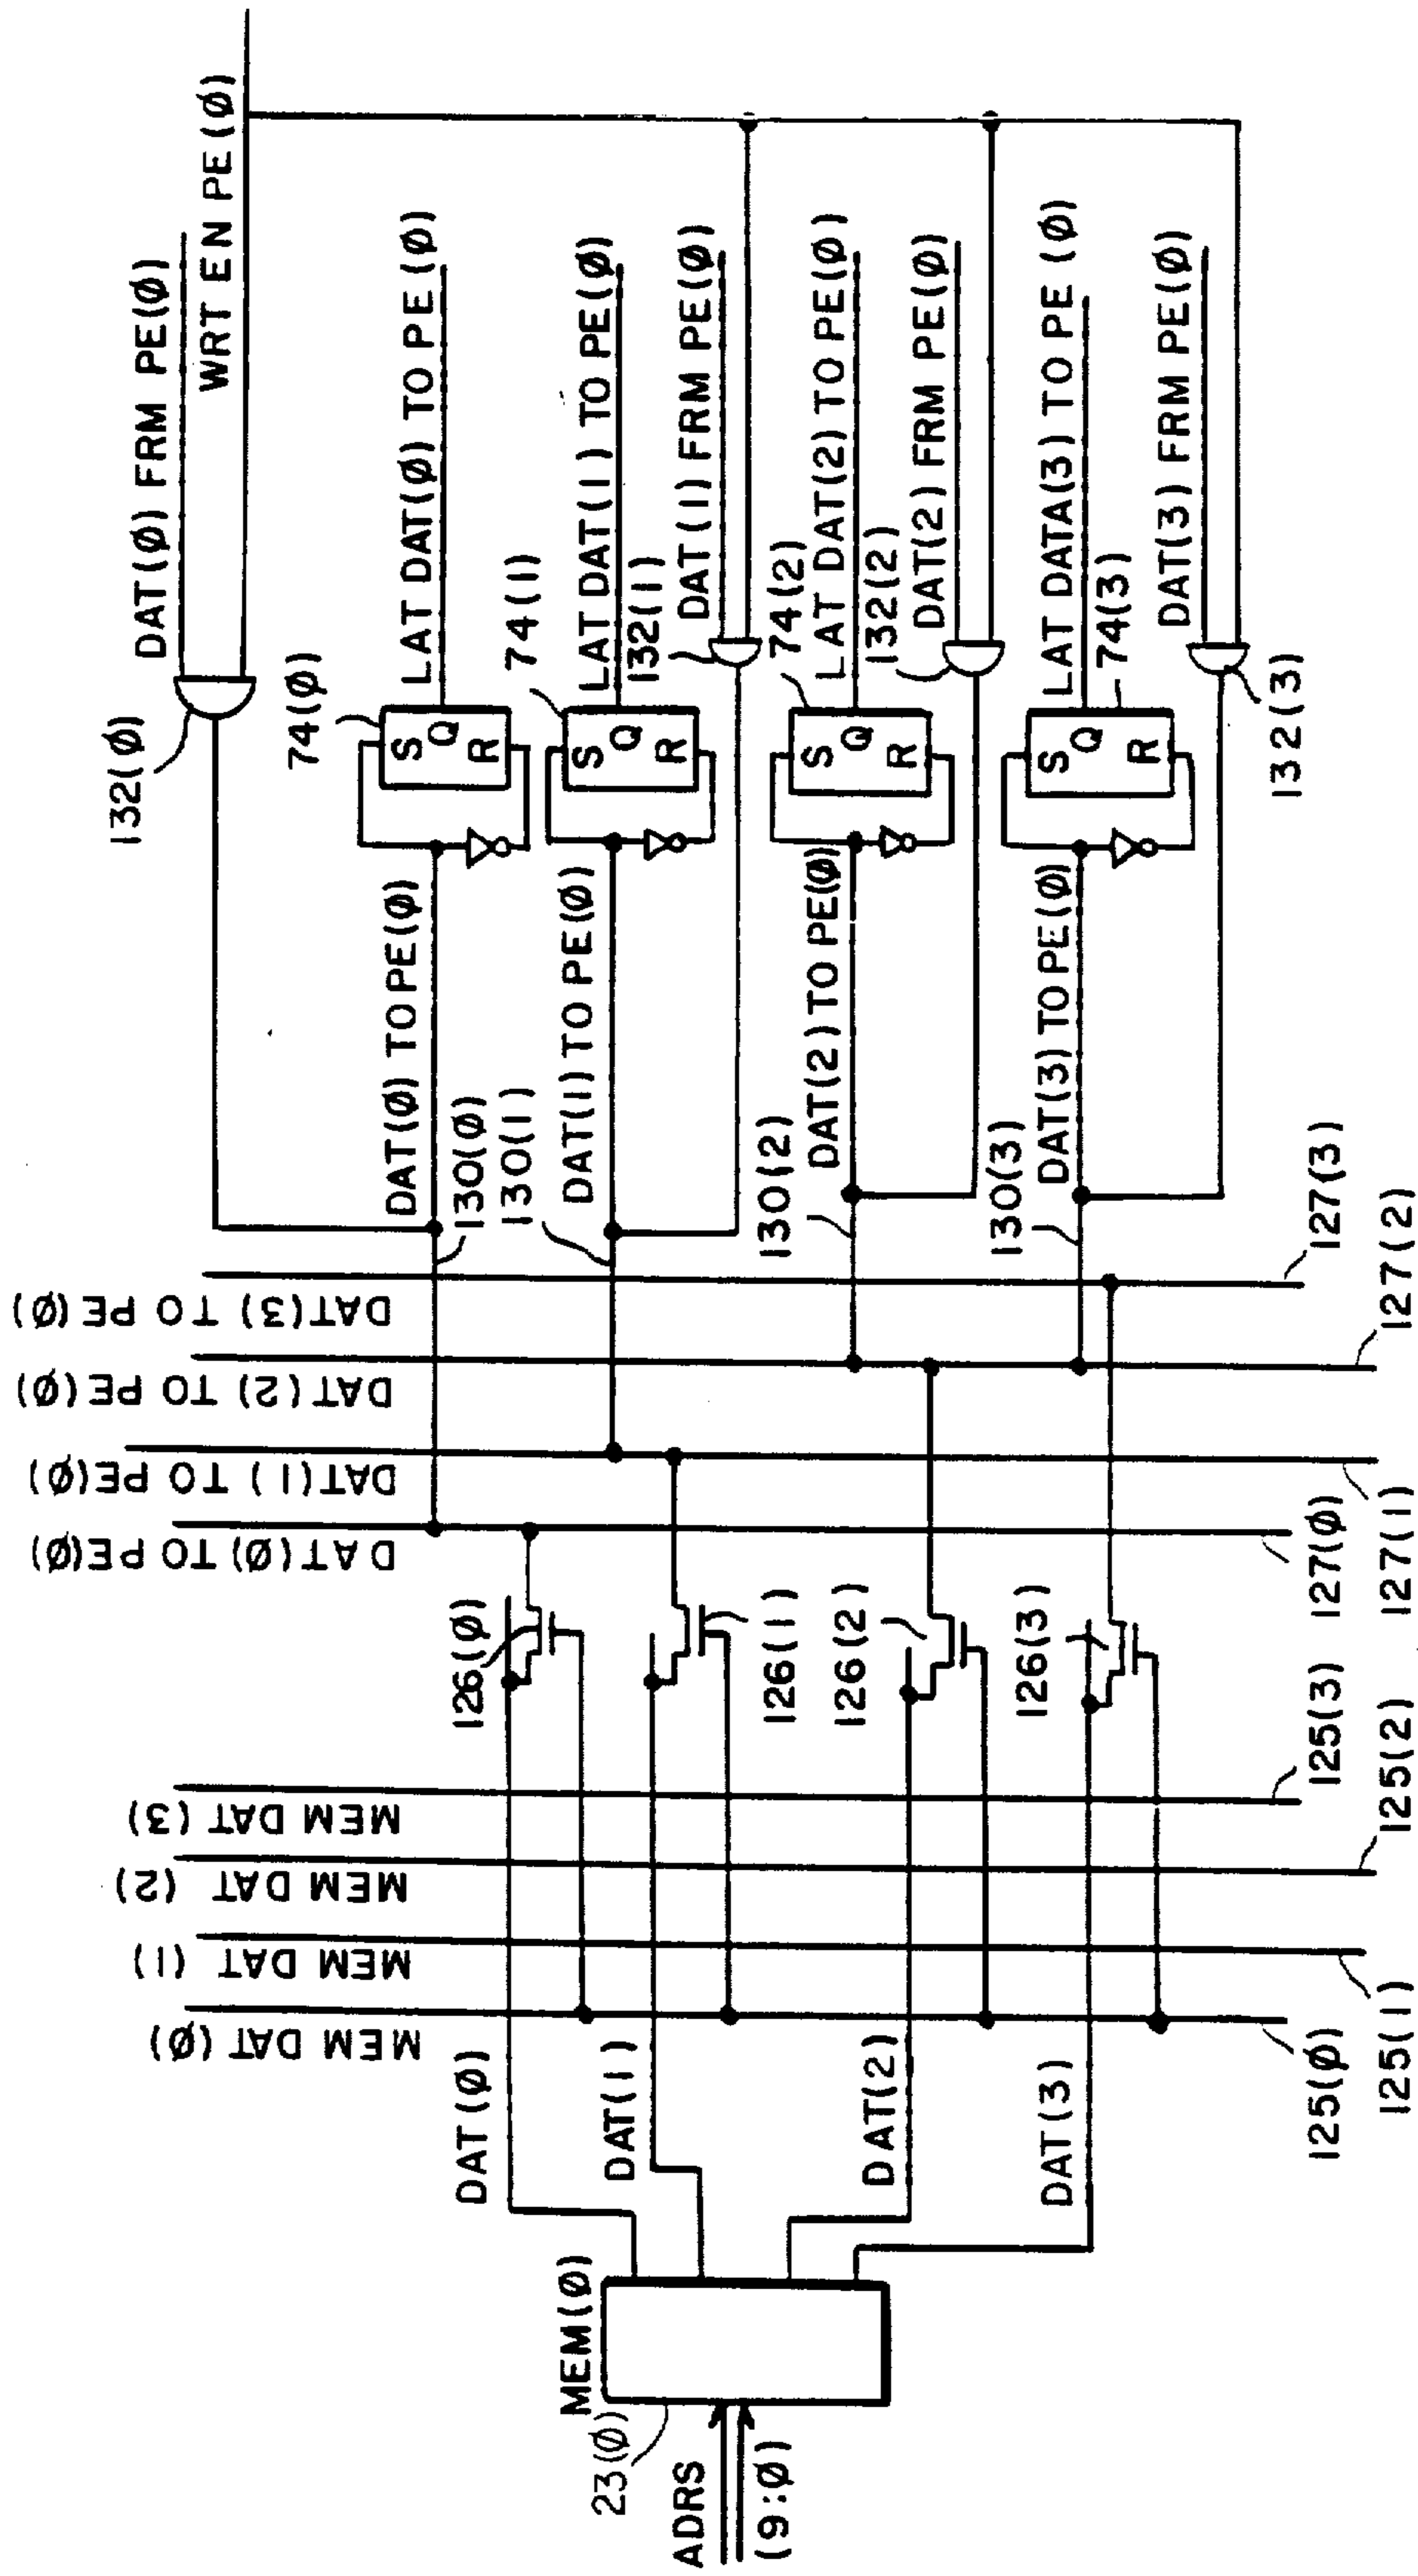 ADRS
(9:Ø)
23(Ø)
MEM(Ø)
DAT(Ø)
DAT(1)
DAT(2)
DAT(3)
MEM DAT (Ø)
MEM DAT (1)
MEM DAT (2)
MEM DAT (3)
125(Ø)
125(1)
125(2)
125(3)
126(Ø)
126(1)
126(2)
126(3)
DAT(Ø) TO PE(Ø)
DAT(1) TO PE(Ø)
DAT(2) TO PE(Ø)
DAT(3) TO PE(Ø)
127(Ø)
127(1)
127(2)
127(3)
130(Ø)
130(1)
130(2)
130(3)
DAT(Ø) TO PE(Ø)
DAT(1) TO PE(Ø)
DAT(2) TO PE(Ø)
DAT(3) TO PE(Ø)
132(Ø)
74(Ø)
S
Q
R
74(1)
S
Q
R
132(1)
74(2)
S
Q
R
132(2)
S
Q
R
74(3)
132(3)
DAT(Ø) FRM PE(Ø)
WRT EN PE(Ø)
LAT DAT(Ø) TO PE(Ø)
LAT DAT(1) TO PE(Ø)
DAT(1) FRM PE(Ø)
LAT DAT(2) TO PE(Ø)
DAT(2) FRM PE(Ø)
LAT DATA(3) TO PE (Ø)
DAT(3) FRM PE(Ø)